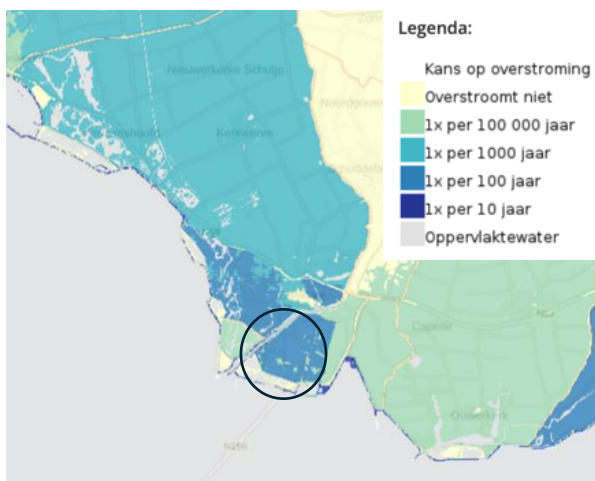 Legenda:
Kans op overstroming
Overstroomt niet
1x per 100 000 jaar
1x per 1000 jaar
1x per 100 jaar
1x per 10 jaar
Oppervlaktewater
Nieuwerkerke Schutje
Kerkwerve
Capelle
Ouwerkerk
N256